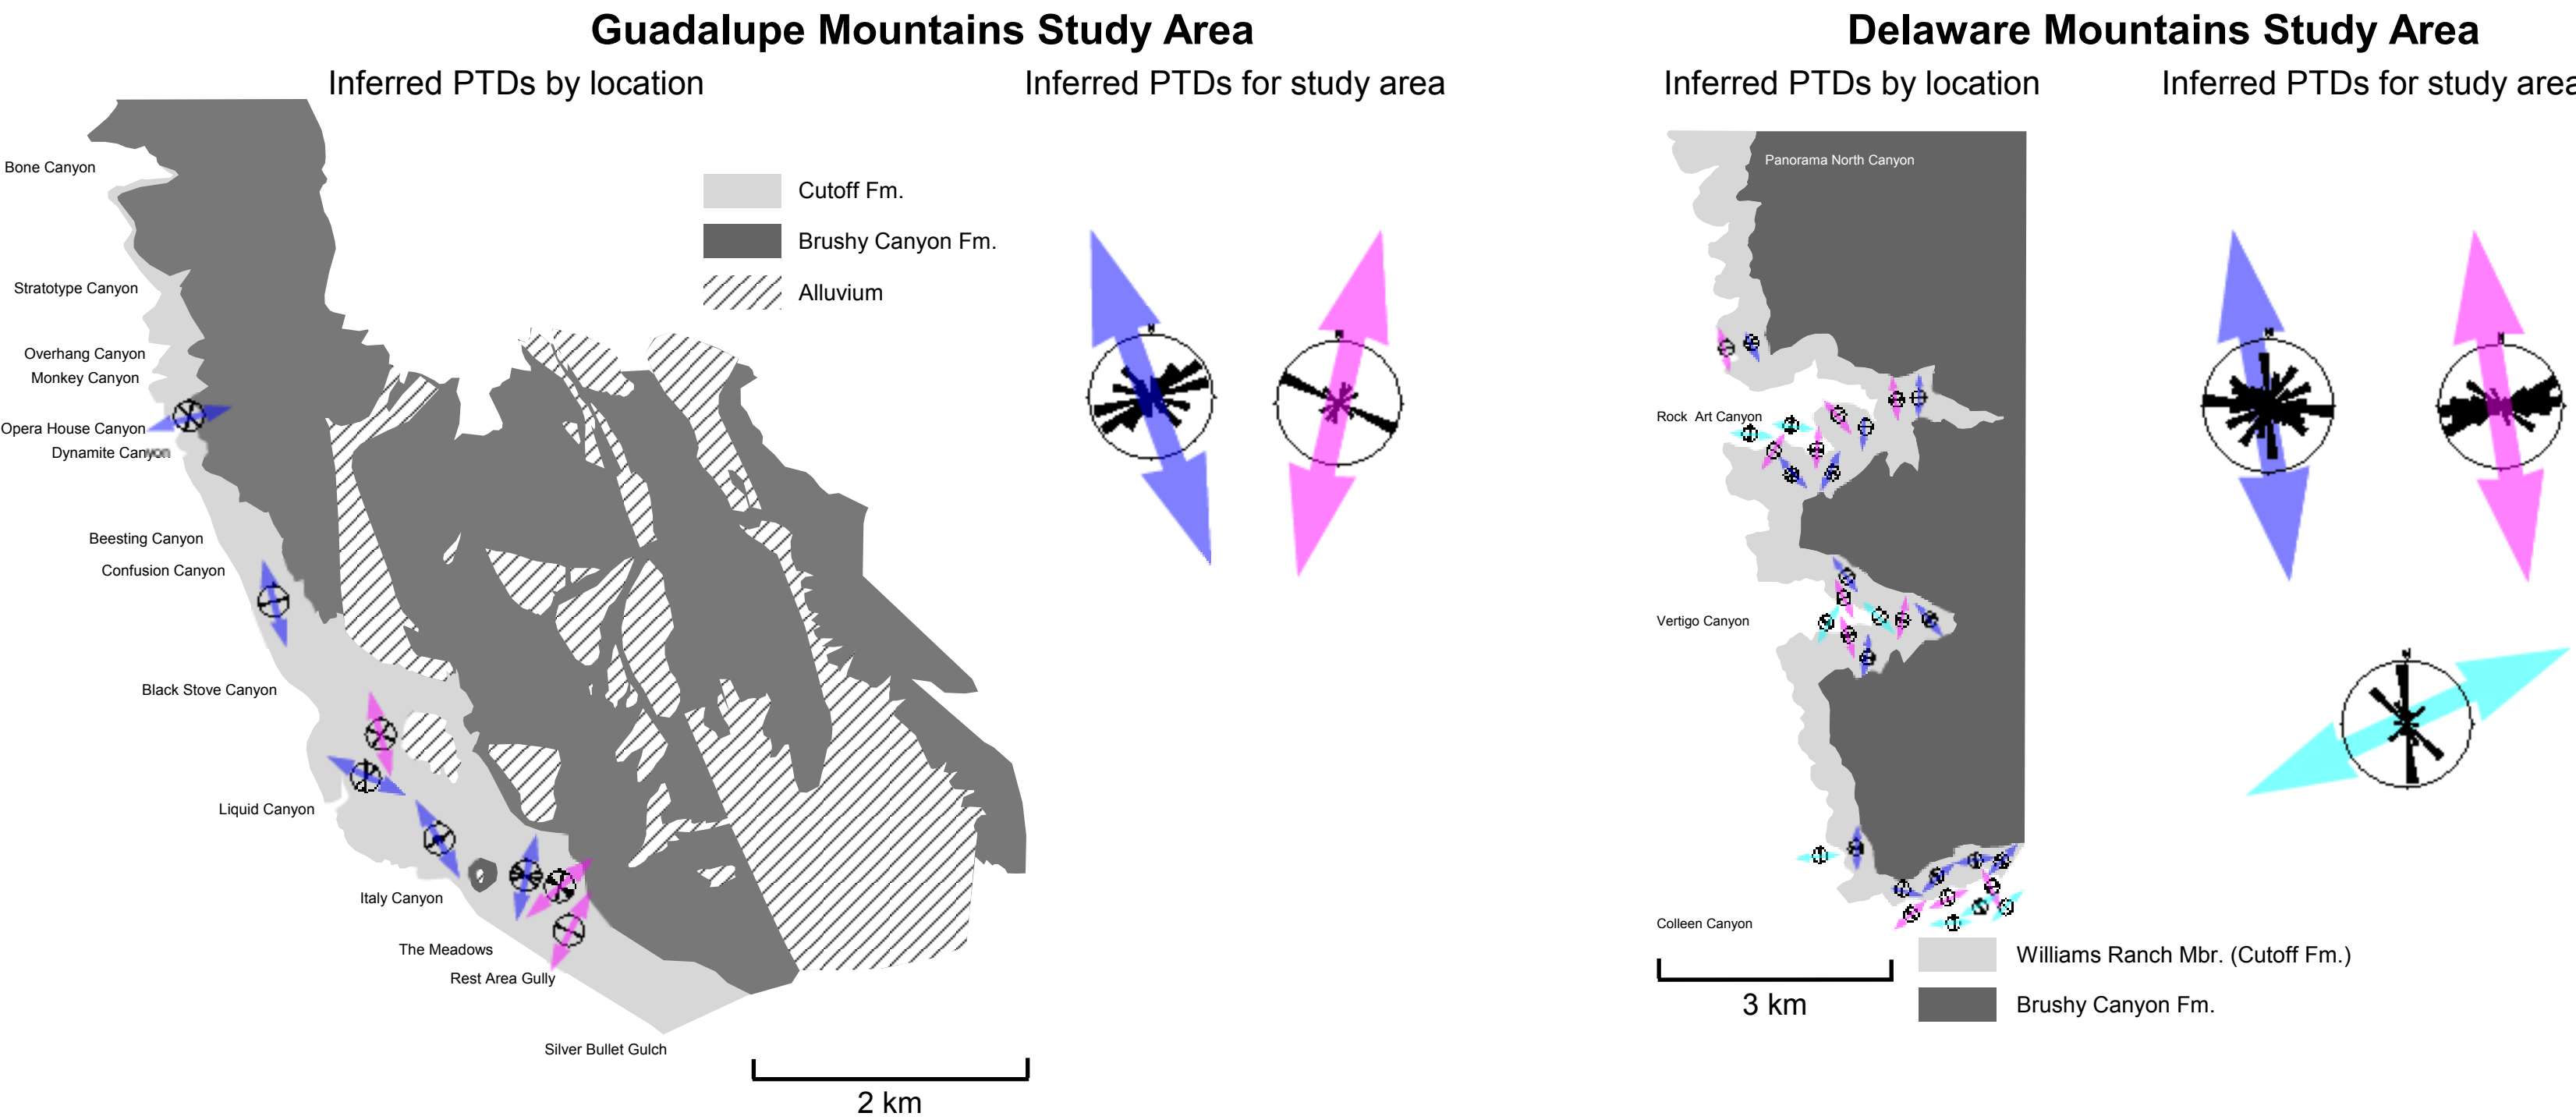 Guadalupe Mountains Study Area
Inferred PTDs by location
Inferred PTDs for study area
Bone Canyon
Stratotype Canyon
Overhang Canyon
Monkey Canyon
Opera House Canyon
Dynamite Canyon
Beesting Canyon
Confusion Canyon
Black Stove Canyon
Liquid Canyon
Italy Canyon
The Meadows
Rest Area Gully
Silver Bullet Gulch
Cutoff Fm.
Brushy Canyon Fm.
Alluvium
N
N
2 km
Delaware Mountains Study Area
Inferred PTDs by location
Inferred PTDs for study area
Panorama North Canyon
Rock Art Canyon
Vertigo Canyon
Colleen Canyon
N
N
N
3 km
Williams Ranch Mbr. (Cutoff Fm.)
Brushy Canyon Fm.